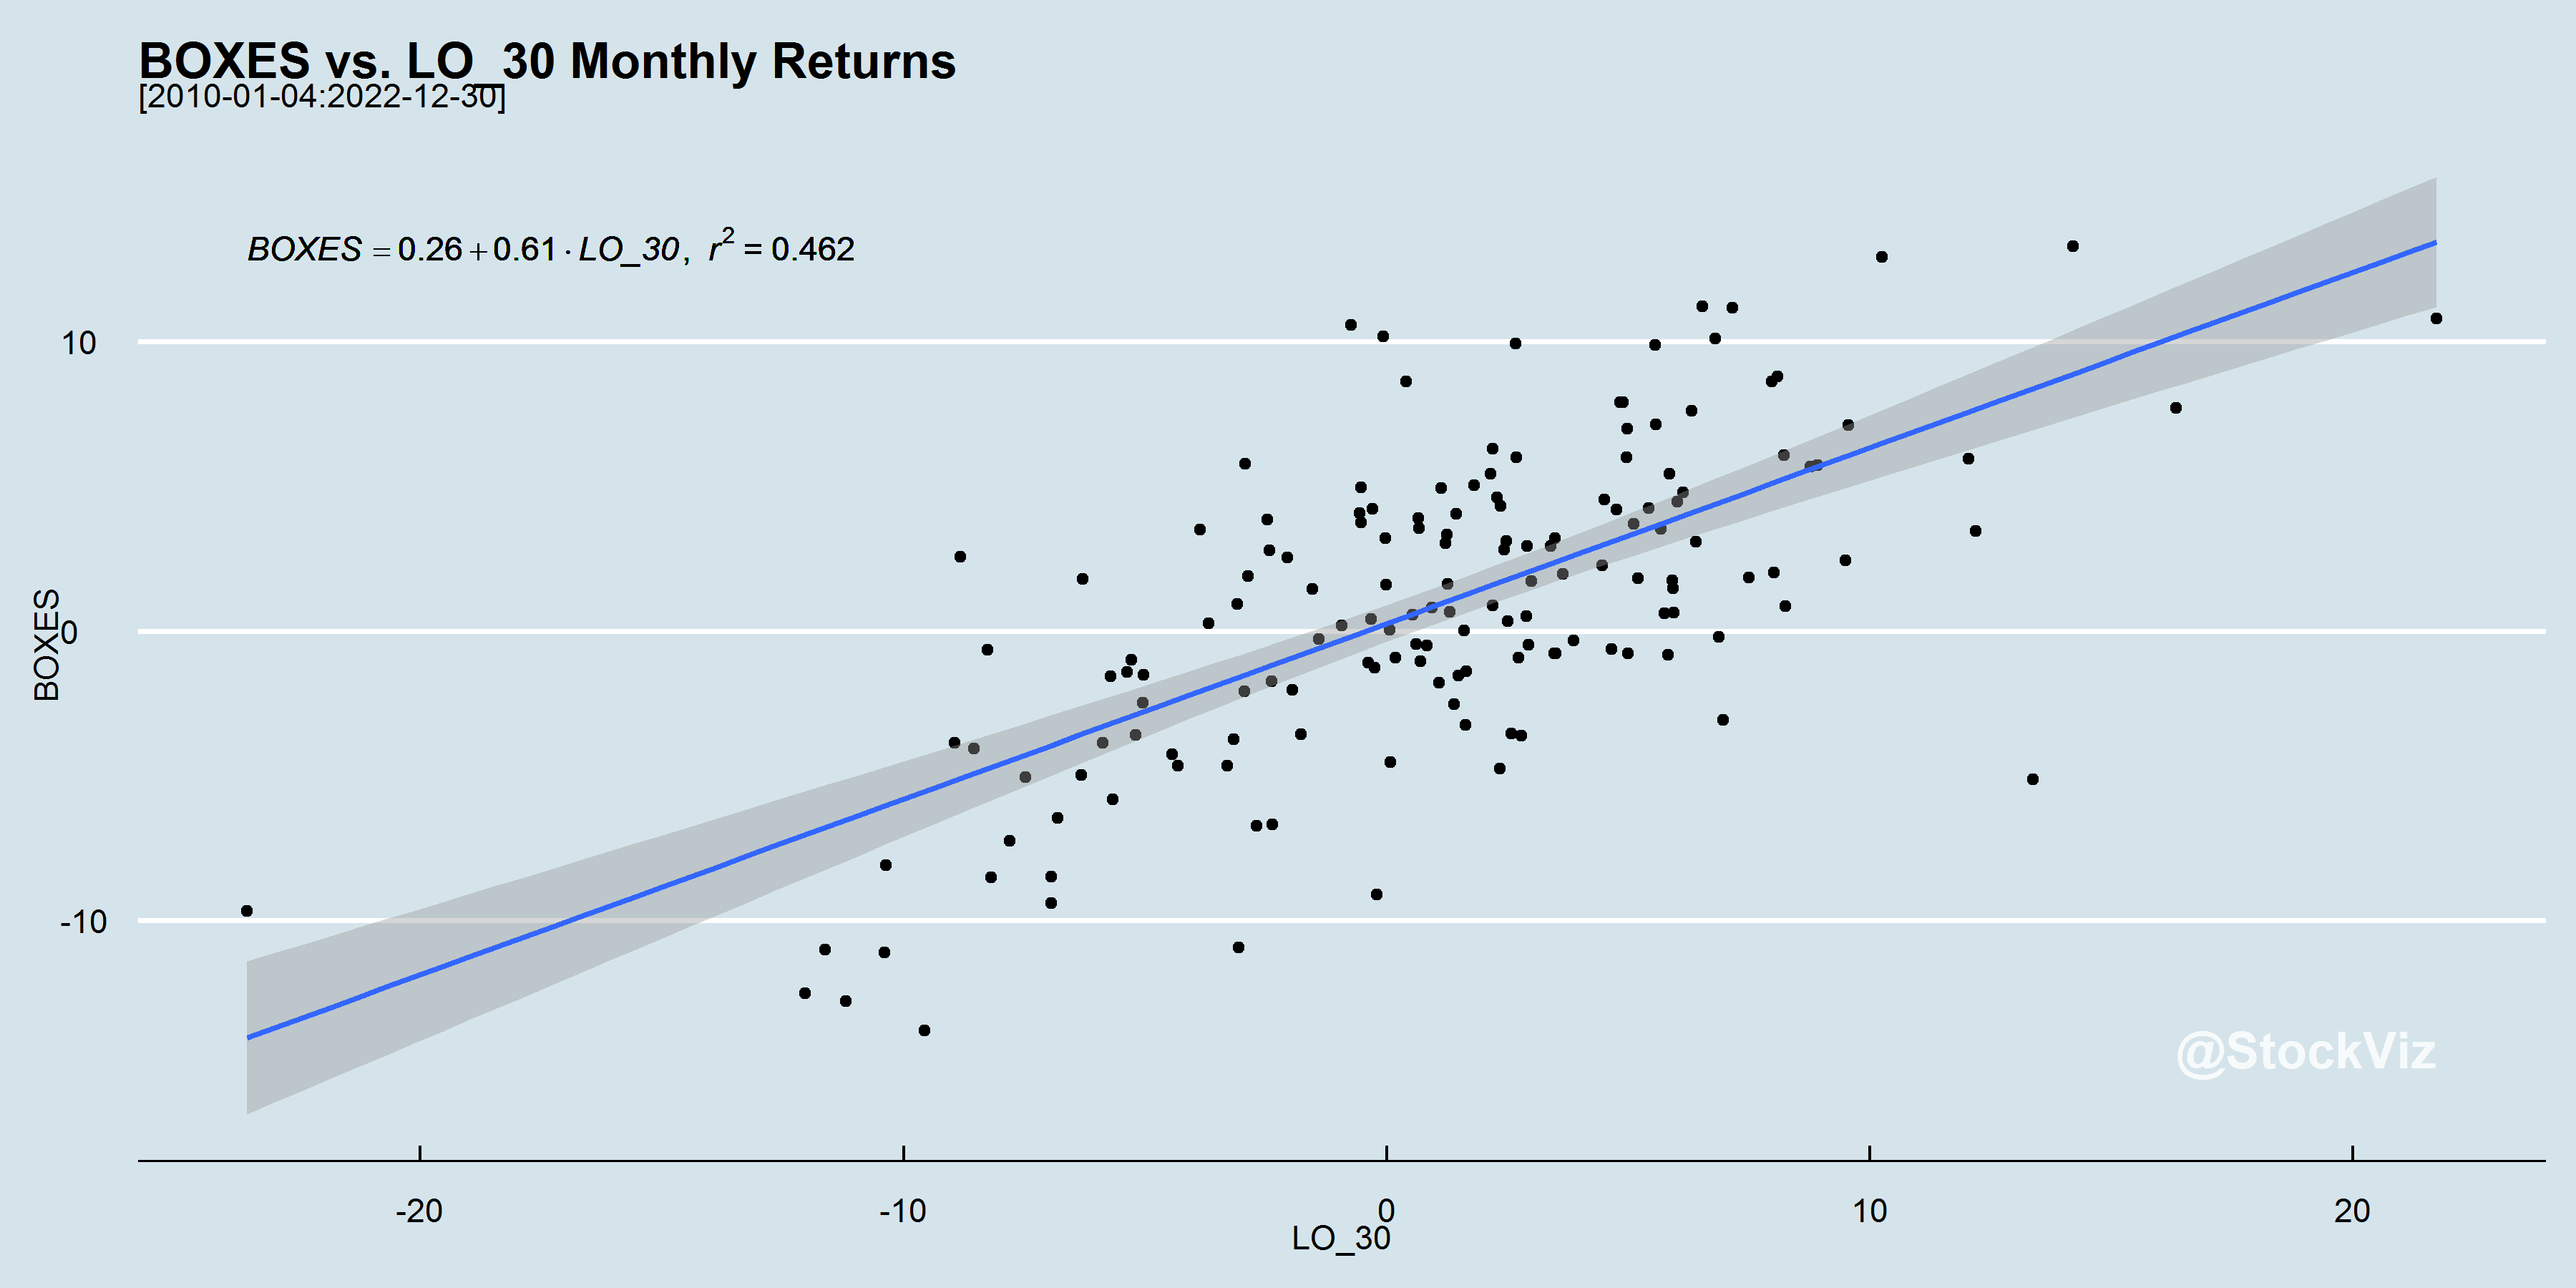 BOXES vs. LO_30 Monthly Returns
[2010-01-04:2022-12-30]
BOXES = 0.26 + 0.61 · LO_30, r² = 0.462
10
0
-10
BOXES
@StockViz
-20 -10 0 10 20
LO_30